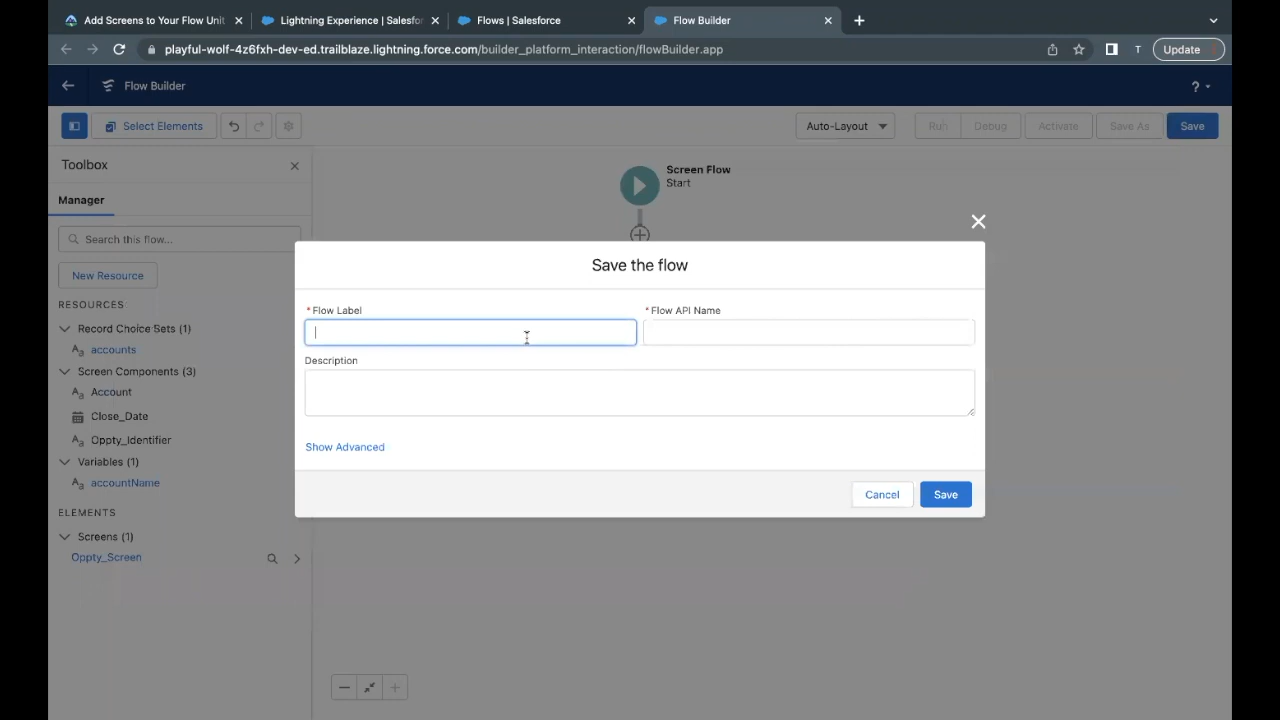 Add Screens to Your Flow Unit
Lightning Experience | Salesfor
Flows | Salesforce
Flow Builder
playful-wolf-4z6fxh-dev-ed.trailblaze.lightning.force.com/builder_platform_interaction/flowBuilder.app
T
Update
Flow Builder
?
Select Elements
Auto-Layout
Run
Debug
Activate
Save As
Save
Toolbox
Manager
Search this flow...
New Resource
RESOURCES
Record Choice Sets (1)
accounts
Screen Components (3)
Account
Close_Date
Oppty_Identifier
Variables (1)
accountName
ELEMENTS
Screens (1)
Oppty_Screen
Screen Flow
Start
Save the flow
* Flow Label
* Flow API Name
Description
Show Advanced
Cancel
Save